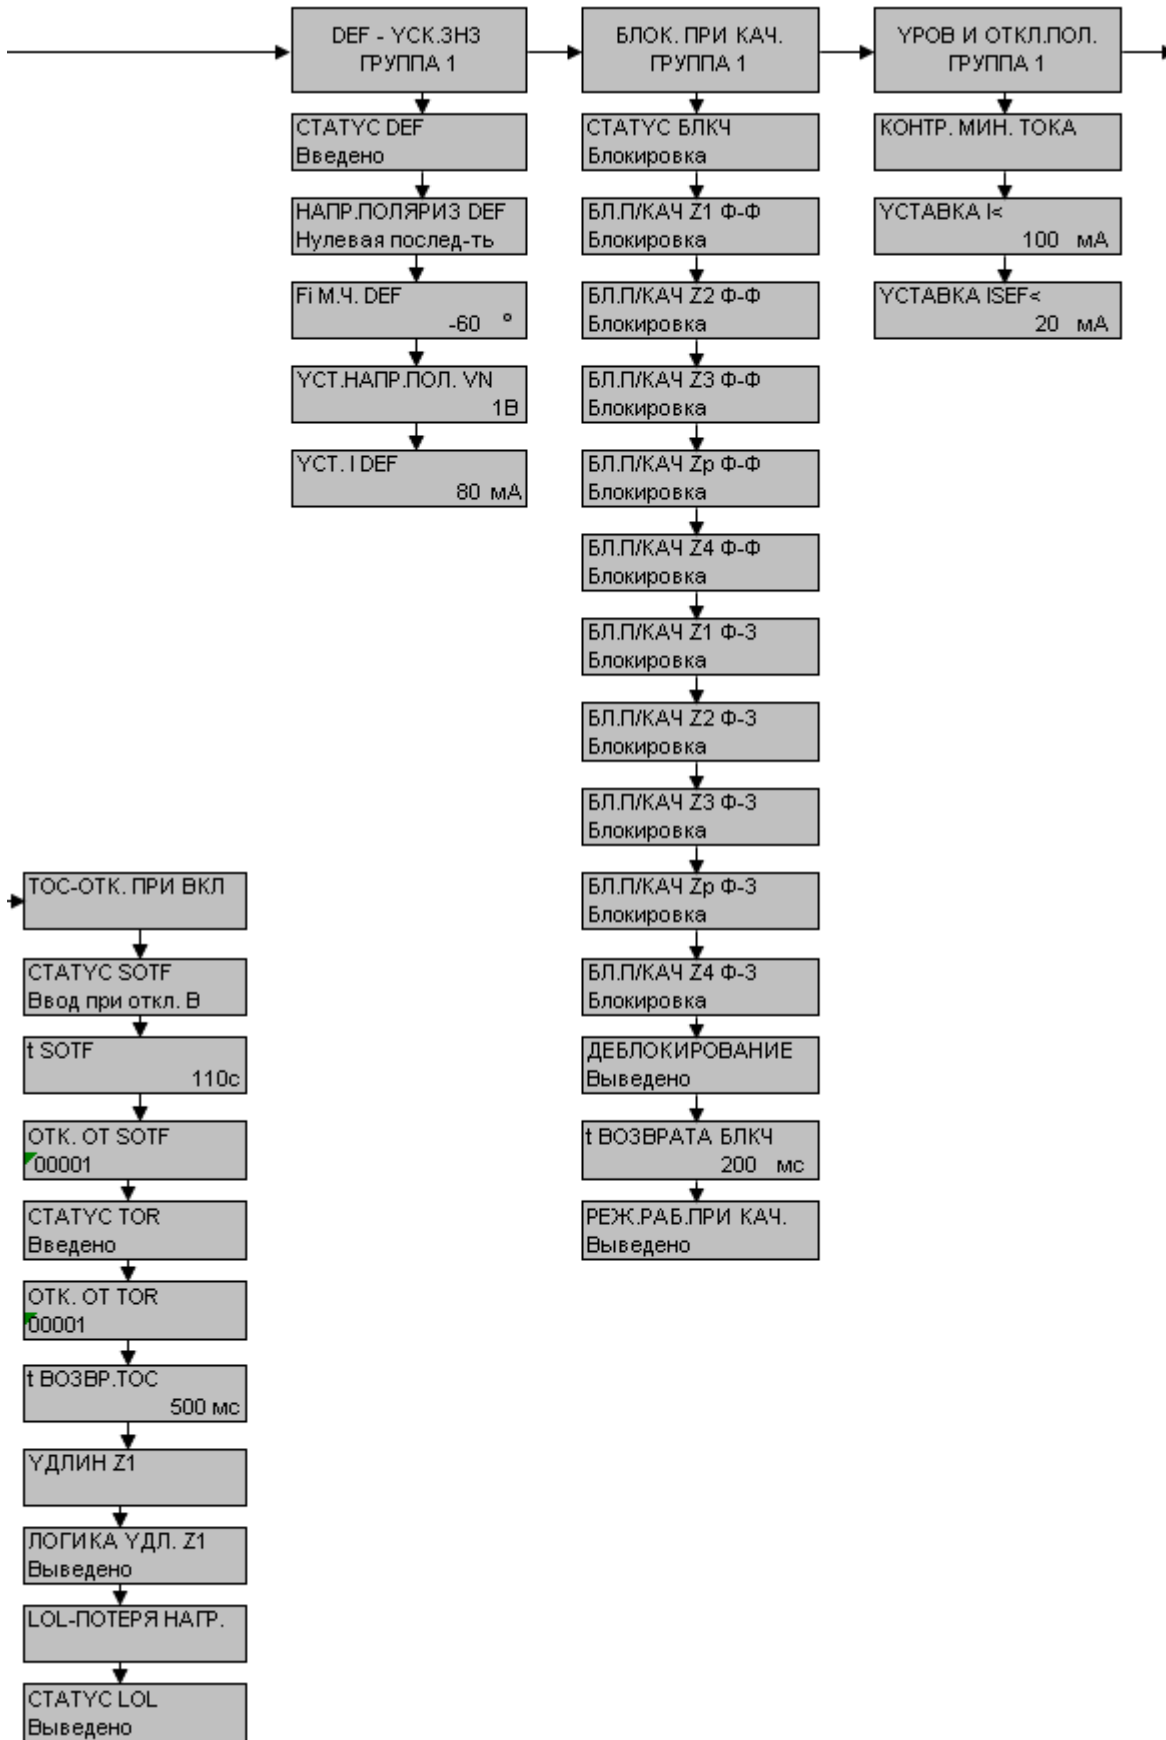 DEF - УСК.ЗНЗ
ГРУППА 1
СТАТУС DEF
Введено
НАПР.ПОЛЯРИЗ DEF
Нулевая послед-ть
Fi М.Ч. DEF
-60 °
УСТ.НАПР.ПОЛ. VN
1В
УСТ. I DEF
80 мА
БЛОК. ПРИ КАЧ.
ГРУППА 1
СТАТУС БЛКЧ
Блокировка
БЛ.П/КАЧ Z1 Ф-Ф
Блокировка
БЛ.П/КАЧ Z2 Ф-Ф
Блокировка
БЛ.П/КАЧ Z3 Ф-Ф
Блокировка
БЛ.П/КАЧ Zp Ф-Ф
Блокировка
БЛ.П/КАЧ Z4 Ф-Ф
Блокировка
БЛ.П/КАЧ Z1 Ф-З
Блокировка
БЛ.П/КАЧ Z2 Ф-З
Блокировка
БЛ.П/КАЧ Z3 Ф-З
Блокировка
БЛ.П/КАЧ Zp Ф-З
Блокировка
БЛ.П/КАЧ Z4 Ф-З
Блокировка
ДЕБЛОКИРОВАНИЕ
Выведено
t ВОЗВРАТА БЛКЧ
200 мс
РЕЖ.РАБ.ПРИ КАЧ.
Выведено
УРОВ И ОТКЛ.ПОЛ.
ГРУППА 1
КОНТР. МИН. ТОКА
УСТАВКА I<
100 мА
УСТАВКА ISEF<
20 мА
ТОС-ОТК. ПРИ ВКЛ
СТАТУС SOTF
Ввод при откл. В
t SOTF
110с
ОТК. ОТ SOTF
00001
СТАТУС TOR
Введено
ОТК. ОТ TOR
00001
t ВОЗВР.ТОС
500 мс
УДЛИН Z1
ЛОГИКА УДЛ. Z1
Выведено
LOL-ПОТЕРЯ НАГР.
СТАТУС LOL
Выведено